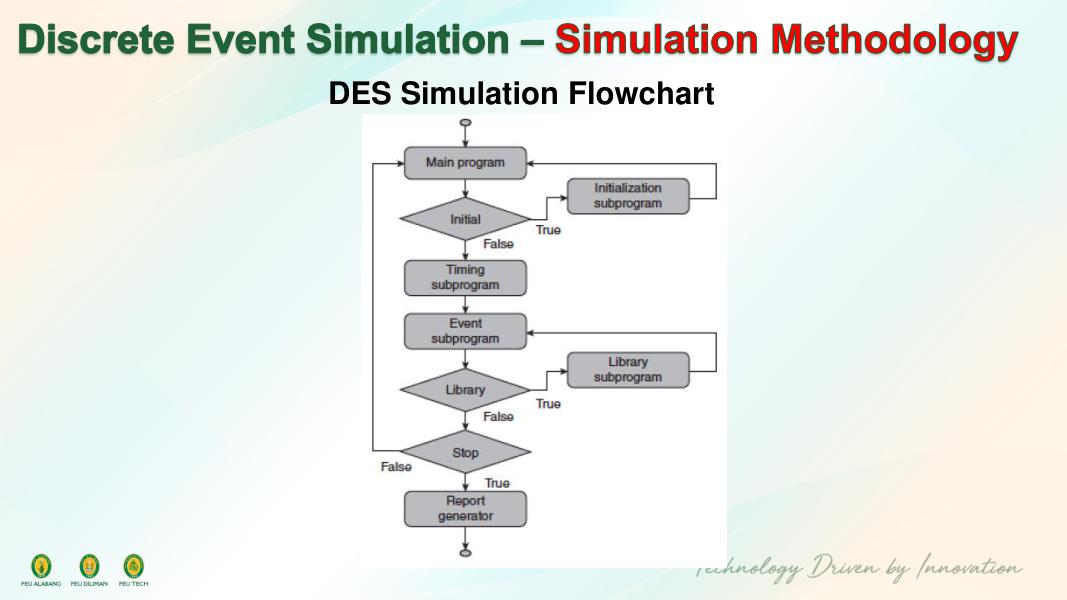 Discrete Event Simulation – Simulation Methodology
DES Simulation Flowchart
Main program
Initialization
subprogram
Initial
True
False
Timing
subprogram
Event
subprogram
Library
subprogram
Library
True
False
Stop
False
True
Report
generator
FEU ALABANG
FEU DILIMAN
FEU TECH
Technology Driven by Innovation